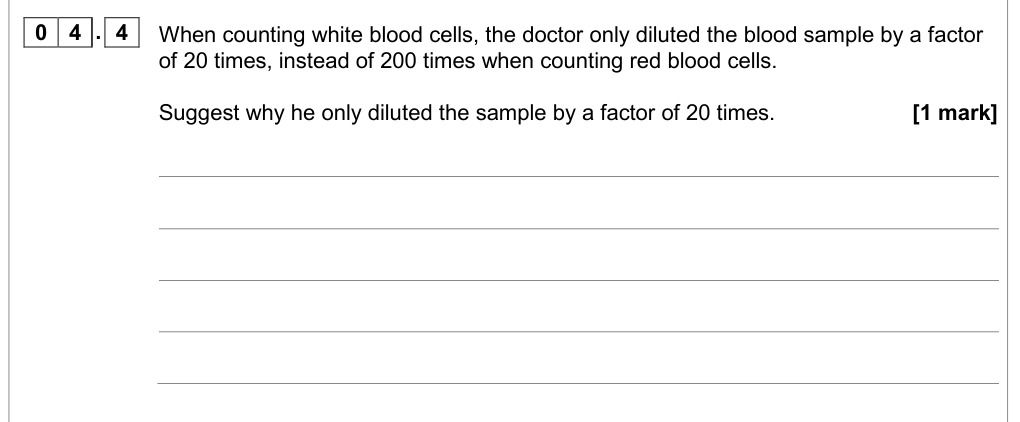 0 4 . 4 When counting white blood cells, the doctor only diluted the blood sample by a factor
of 20 times, instead of 200 times when counting red blood cells.
Suggest why he only diluted the sample by a factor of 20 times. [1 mark]